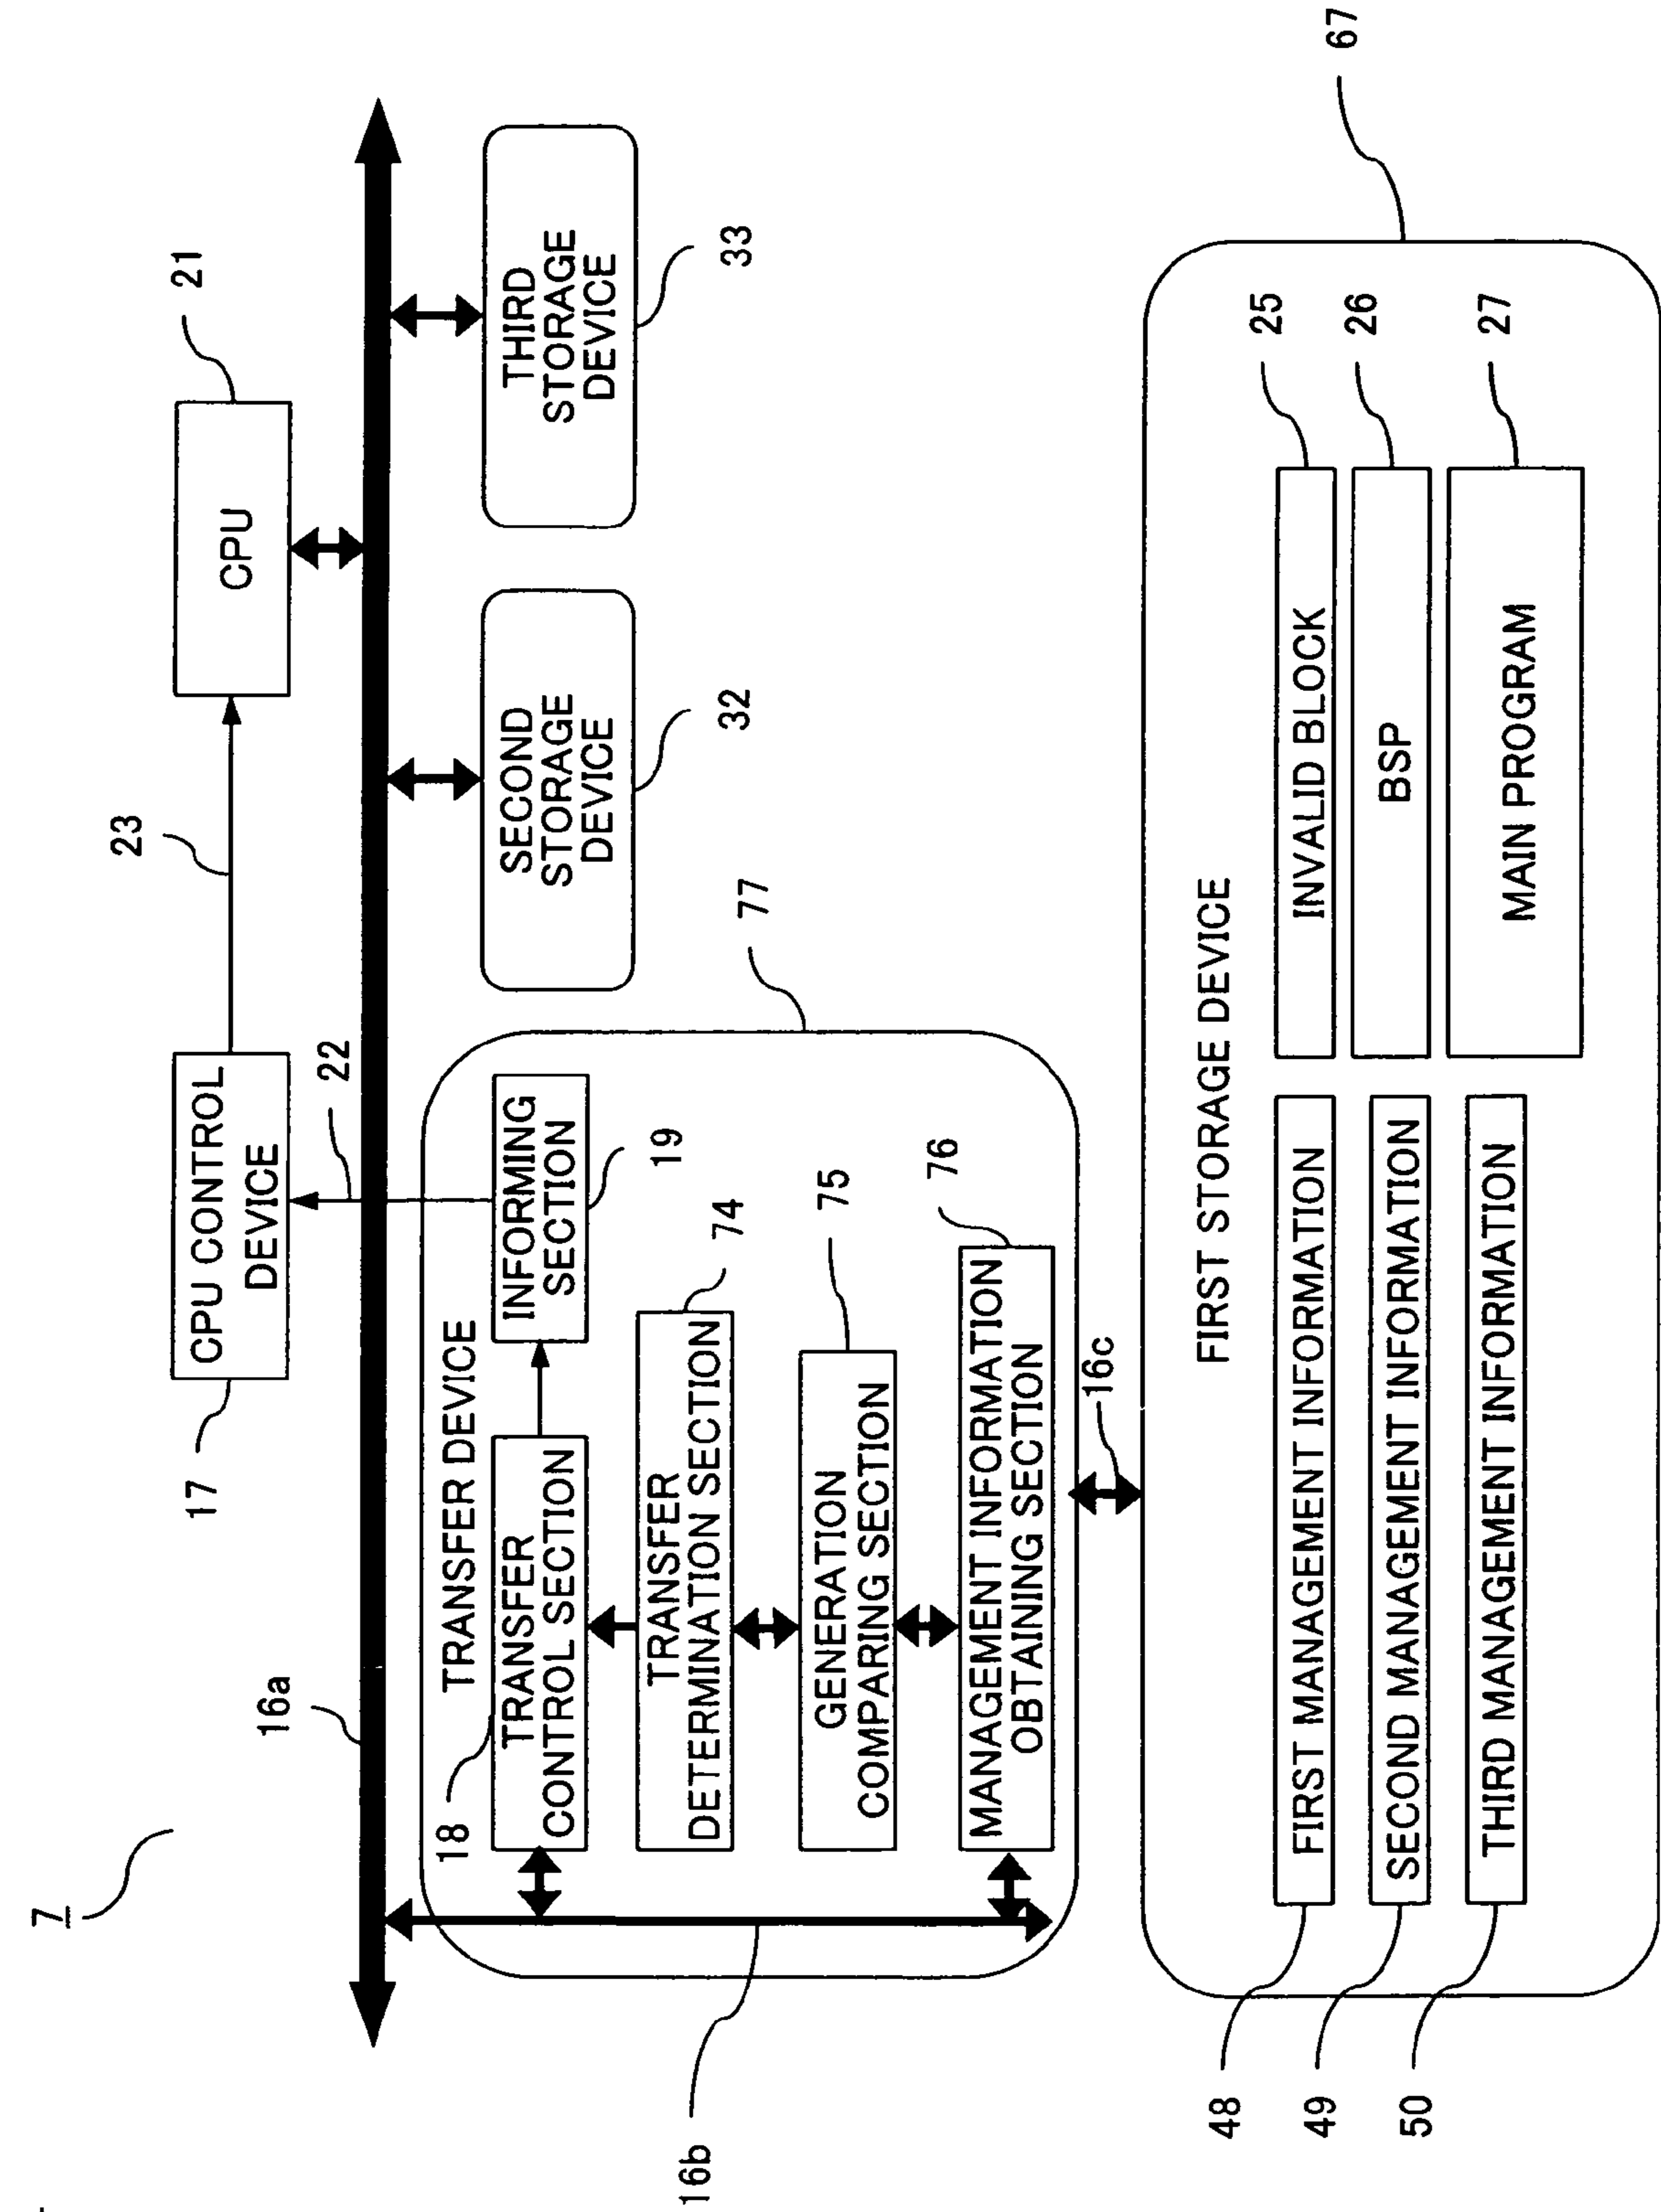 7
17
CPU CONTROL
DEVICE
23
CPU
21
22
16a
TRANSFER DEVICE
77
18
TRANSFER
CONTROL SECTION
INFORMING
SECTION
19
TRANSFER
DETERMINATION SECTION
74
GENERATION
COMPARING SECTION
75
MANAGEMENT INFORMATION
OBTAINING SECTION
76
16b
16c
SECOND
STORAGE
DEVICE
32
THIRD
STORAGE
DEVICE
33
FIRST STORAGE DEVICE
67
48
FIRST MANAGEMENT INFORMATION
INVALID BLOCK
25
49
SECOND MANAGEMENT INFORMATION
BSP
26
50
THIRD MANAGEMENT INFORMATION
MAIN PROGRAM
27